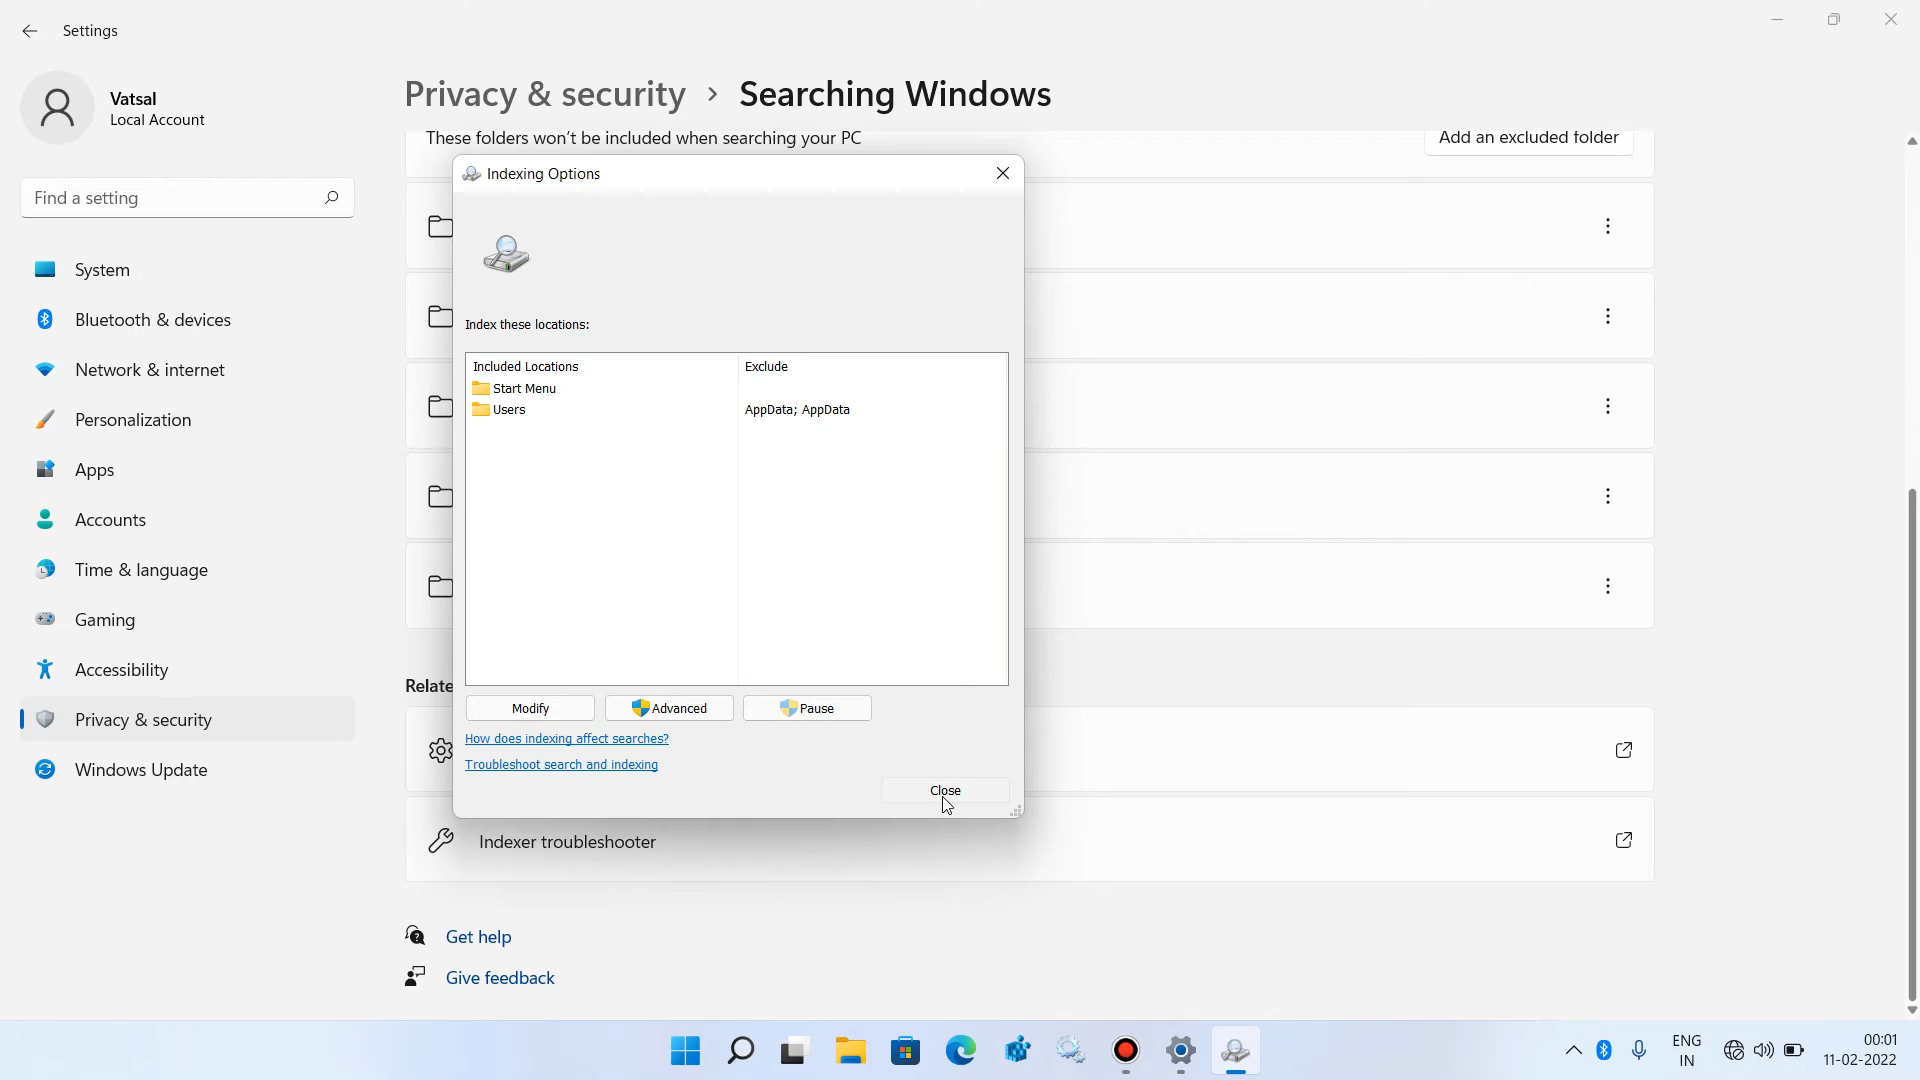 Settings
Vatsal
Local Account
Find a setting
System
Bluetooth & devices
Network & internet
Personalization
Apps
Accounts
Time & language
Gaming
Accessibility
Privacy & security
Windows Update
Privacy & security > Searching Windows
These folders won't be included when searching your PC
Add an excluded folder
Indexing Options
Index these locations:
Included Locations
Exclude
Start Menu
Users
AppData; AppData
Modify
Advanced
Pause
How does indexing affect searches?
Troubleshoot search and indexing
Close
Relate
Indexer troubleshooter
Get help
Give feedback
ENG
IN
00:01
11-02-2022